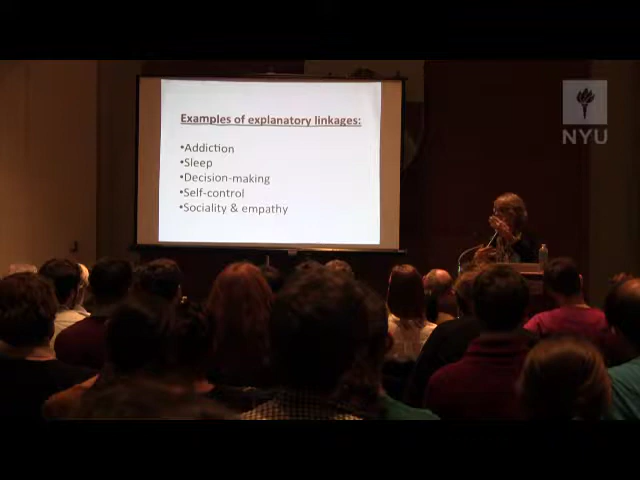 Examples of explanatory linkages:
•Addiction
•Sleep
•Decision-making
•Self-control
•Sociality & empathy
NYU